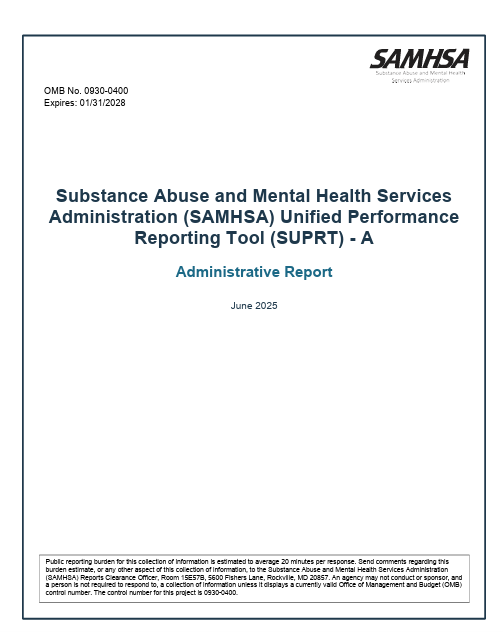 SAMHSA
Substance Abuse and Mental Health
Services Administration
OMB No. 0930-0400
Expires: 01/31/2028
Substance Abuse and Mental Health Services
Administration (SAMHSA) Unified Performance
Reporting Tool (SUPRT) - A
Administrative Report
June 2025
Public reporting burden for this collection of information is estimated to average 20 minutes per response. Send comments regarding this
burden estimate, or any other aspect of this collection of information, to the Substance Abuse and Mental Health Services Administration
(SAMHSA) Reports Clearance Officer, Room 15E57B, 5600 Fishers Lane, Rockville, MD 20857. An agency may not conduct or sponsor, and
a person is not required to respond to, a collection of information unless it displays a currently valid Office of Management and Budget (OMB)
control number. The control number for this project is 0930-0400.